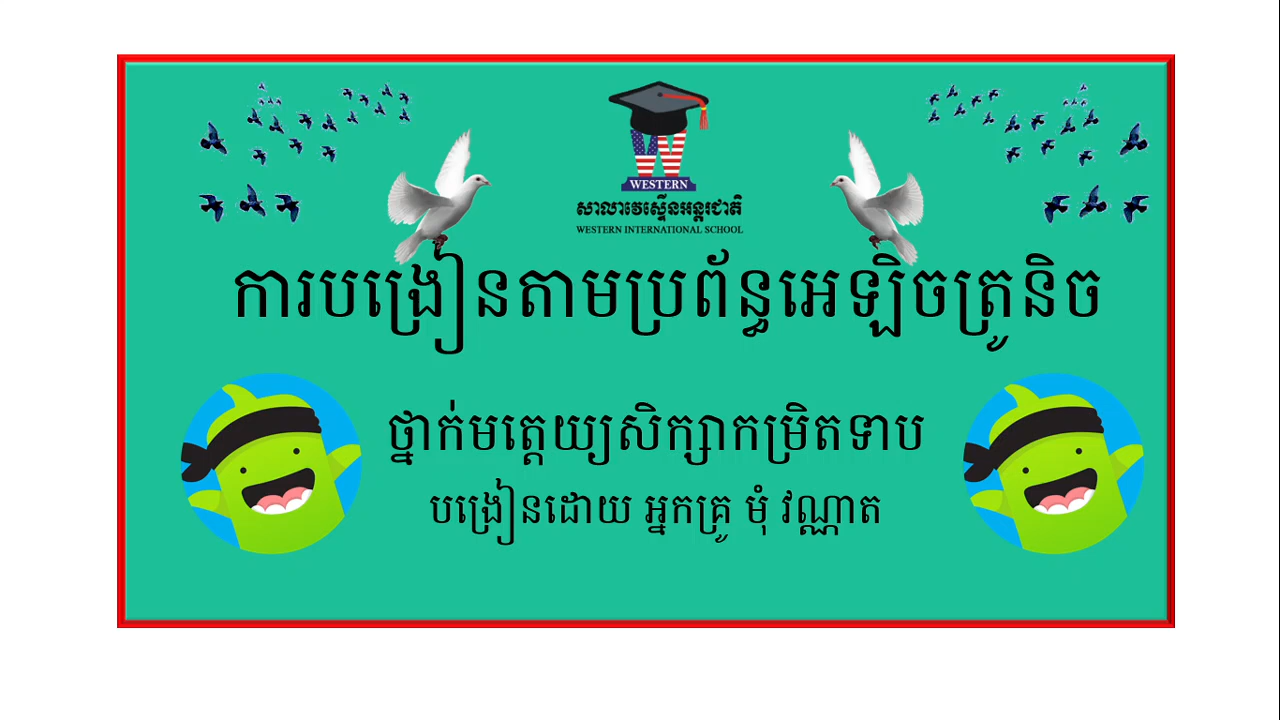 WESTERN
សាលាវេស្ទើនអន្តរជាតិ
WESTERN INTERNATIONAL SCHOOL
ការបង្រៀនតាមប្រព័ន្ធអេឡិចត្រូនិច
ថ្នាក់មត្តេយ្យសិក្សាកម្រិតទាប
បង្រៀនដោយ អ្នកគ្រូ មុំ វណ្ណាត